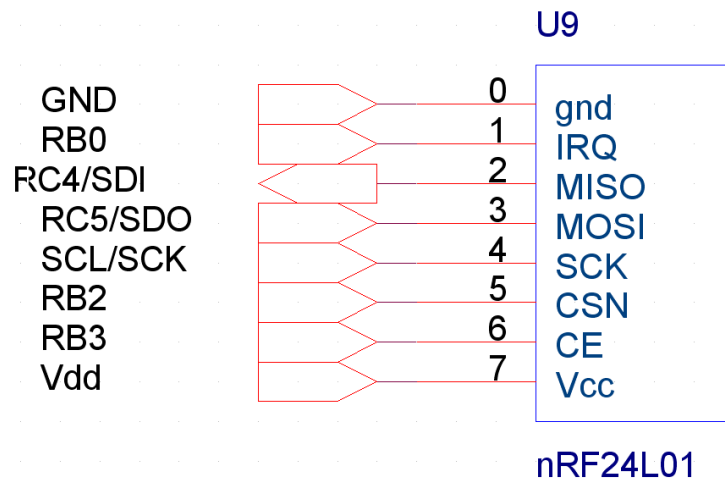 U9
GND 0 gnd
RB0 1 IRQ
RC4/SDI 2 MISO
RC5/SDO 3 MOSI
SCL/SCK 4 SCK
RB2 5 CSN
RB3 6 CE
Vdd 7 Vcc
nRF24L01